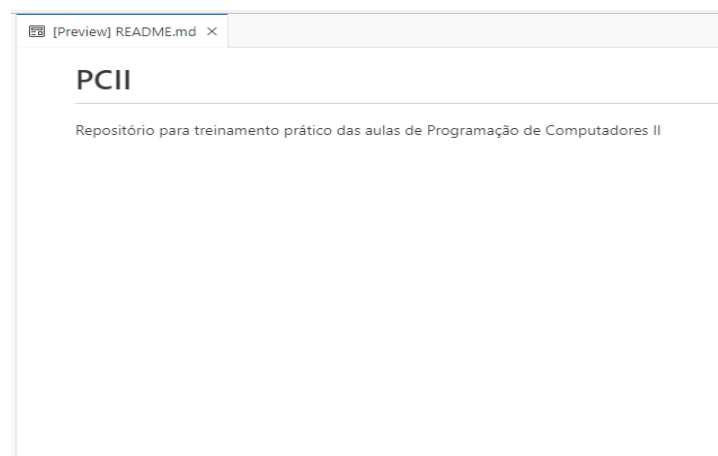 [Preview] README.md
PCII
Repositório para treinamento prático das aulas de Programação de Computadores II